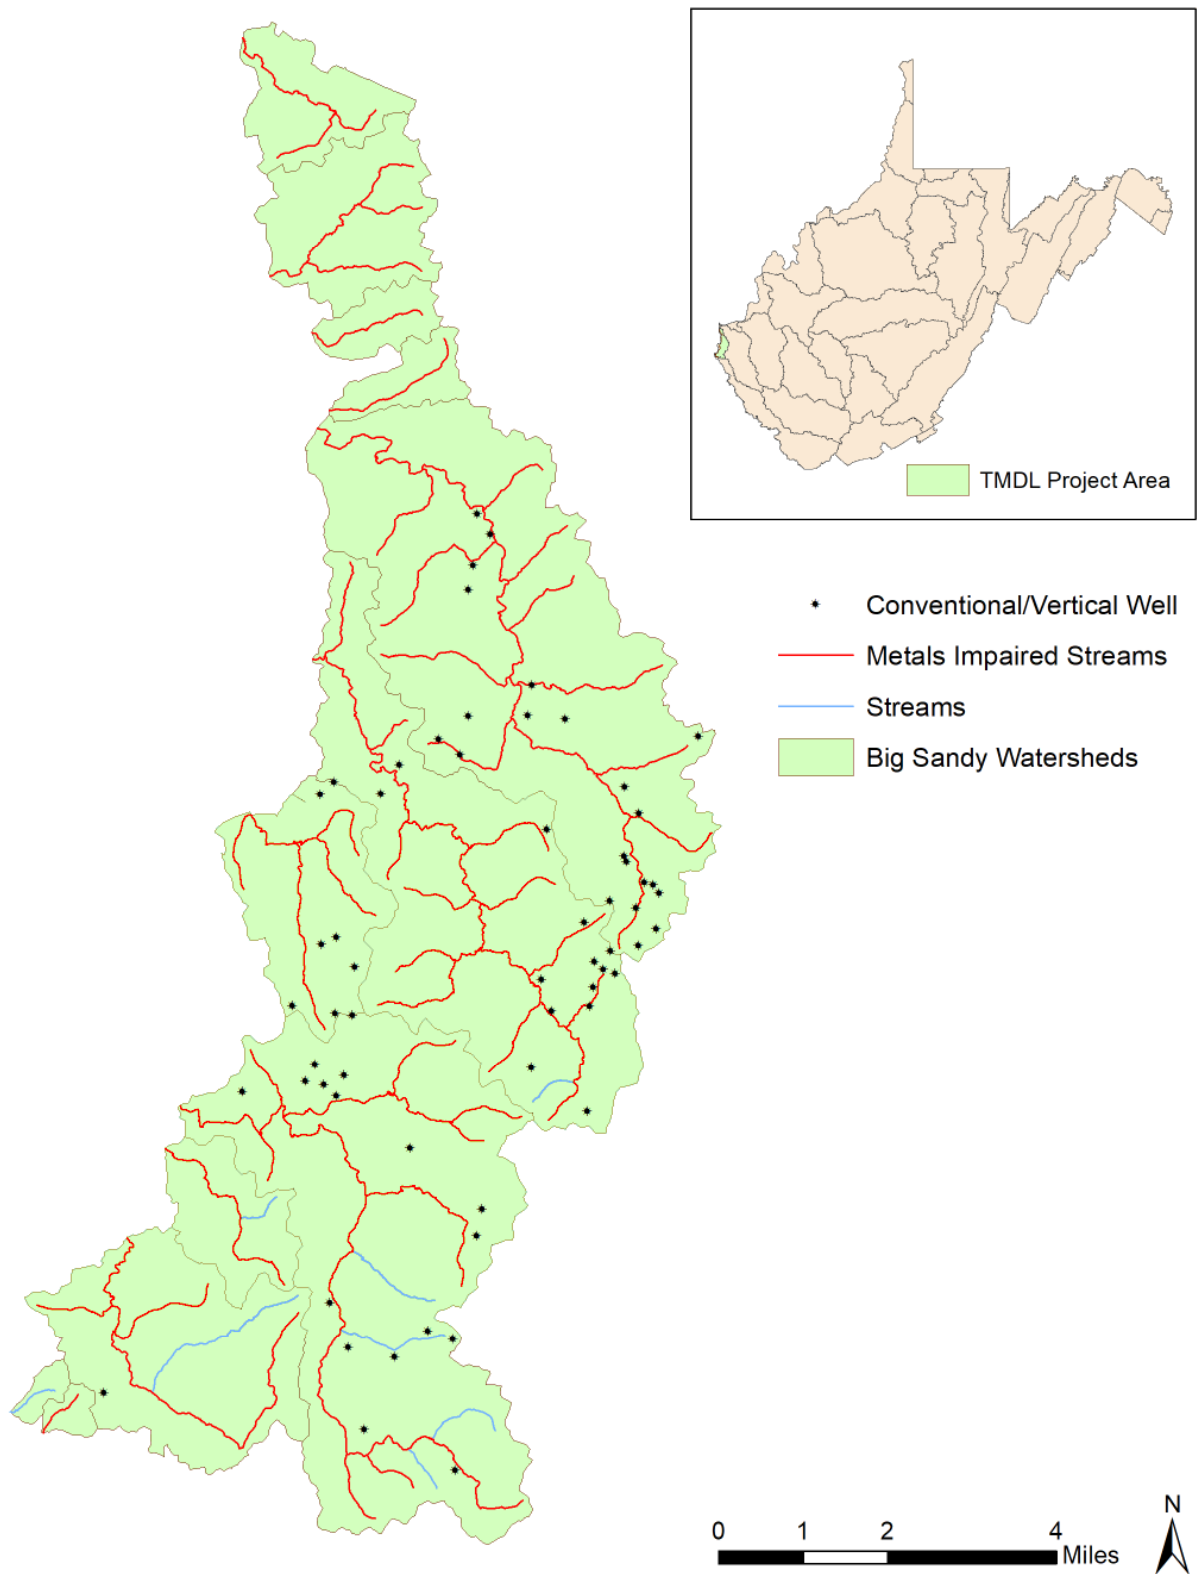 TMDL Project Area
Conventional/Vertical Well
Metals Impaired Streams
Streams
Big Sandy Watersheds
N
0 1 2 4
Miles